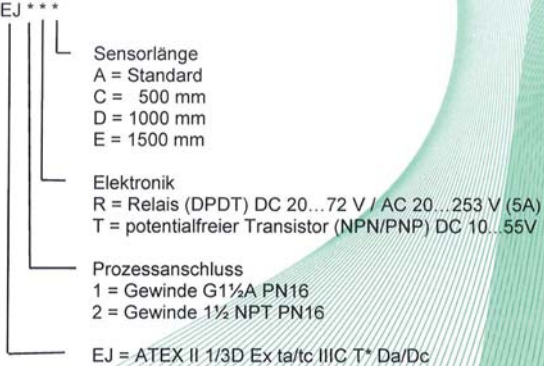 EJ * * *
Sensorlänge
A = Standard
C = 500 mm
D = 1000 mm
E = 1500 mm
Elektronik
R = Relais (DPDT) DC 20...72 V / AC 20...253 V (5A)
T = potentialfreier Transistor (NPN/PNP) DC 10...55V
Prozessanschluss
1 = Gewinde G1½A PN16
2 = Gewinde 1½ NPT PN16
EJ = ATEX II 1/3D Ex ta/tc IIIC T* Da/Dc